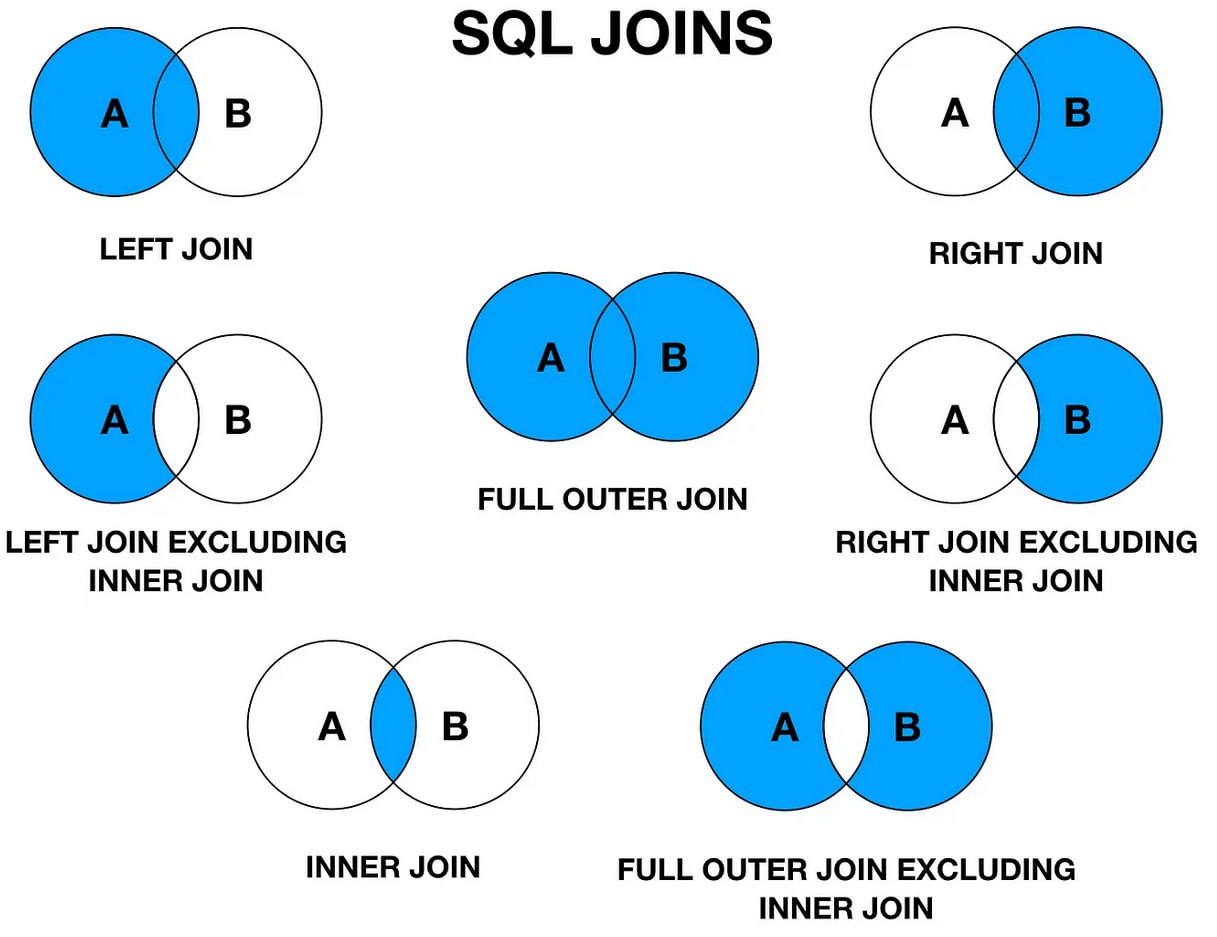 SQL JOINS
A B
LEFT JOIN
A B
RIGHT JOIN
A B
FULL OUTER JOIN
A B
LEFT JOIN EXCLUDING
INNER JOIN
A B
RIGHT JOIN EXCLUDING
INNER JOIN
A B
INNER JOIN
A B
FULL OUTER JOIN EXCLUDING
INNER JOIN